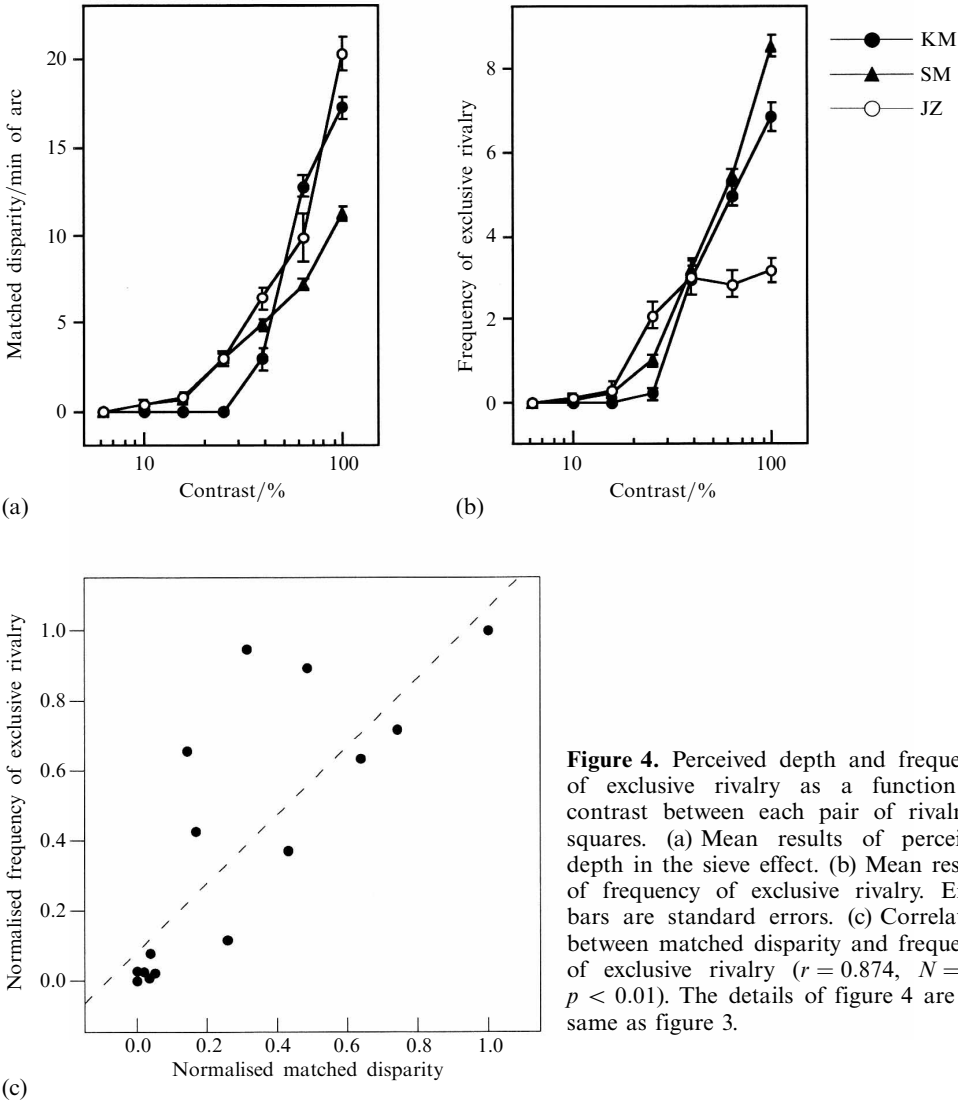 20
15
10
5
0
Matched disparity/min of arc
10
100
Contrast/%
(a)
8
6
4
2
0
Frequency of exclusive rivalry
10
100
Contrast/%
(b)
KM
SM
JZ
1.0
0.8
0.6
0.4
0.2
0.0
Normalised frequency of exclusive rivalry
0.0 0.2 0.4 0.6 0.8 1.0
Normalised matched disparity
(c)
Figure 4. Perceived depth and freque
of exclusive rivalry as a function
contrast between each pair of rivalr
squares. (a) Mean results of percei
depth in the sieve effect. (b) Mean res
of frequency of exclusive rivalry. E
bars are standard errors. (c) Correla
between matched disparity and freque
of exclusive rivalry (r = 0.874, N =
p < 0.01). The details of figure 4 are
same as figure 3.